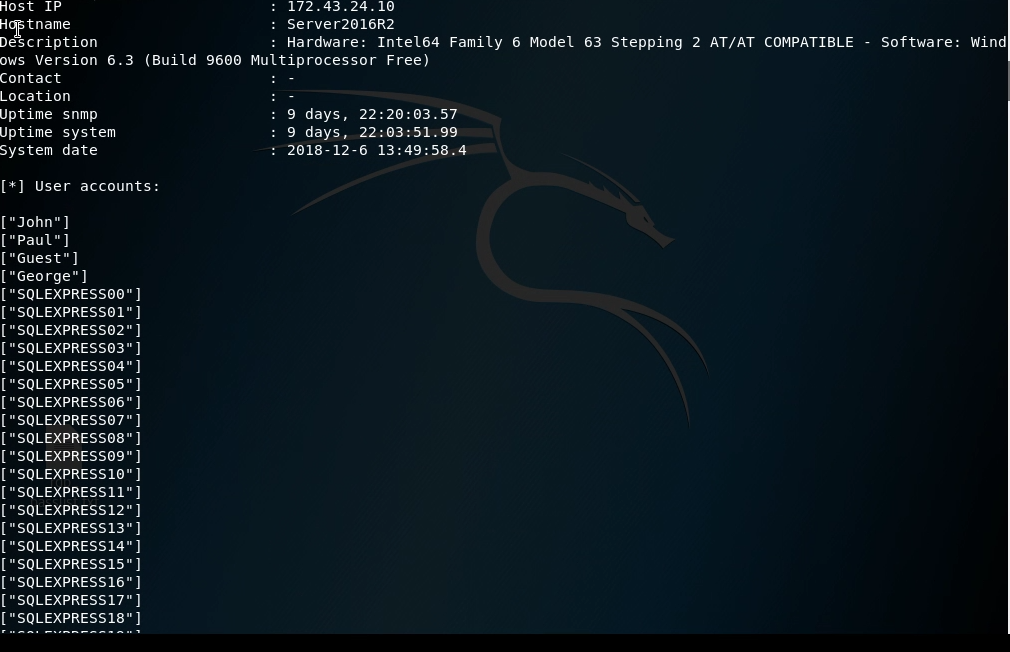 Host IP                       : 172.43.24.10
Hostname                      : Server2016R2
Description                   : Hardware: Intel64 Family 6 Model 63 Stepping 2 AT/AT COMPATIBLE - Software: Wind
ows Version 6.3 (Build 9600 Multiprocessor Free)
Contact                       : -
Location                      : -
Uptime snmp                   : 9 days, 22:20:03.57
Uptime system                 : 9 days, 22:03:51.99
System date                   : 2018-12-6 13:49:58.4
[*] User accounts:
["John"]
["Paul"]
["Guest"]
["George"]
["SQLEXPRESS00"]
["SQLEXPRESS01"]
["SQLEXPRESS02"]
["SQLEXPRESS03"]
["SQLEXPRESS04"]
["SQLEXPRESS05"]
["SQLEXPRESS06"]
["SQLEXPRESS07"]
["SQLEXPRESS08"]
["SQLEXPRESS09"]
["SQLEXPRESS10"]
["SQLEXPRESS11"]
["SQLEXPRESS12"]
["SQLEXPRESS13"]
["SQLEXPRESS14"]
["SQLEXPRESS15"]
["SQLEXPRESS16"]
["SQLEXPRESS17"]
["SQLEXPRESS18"]